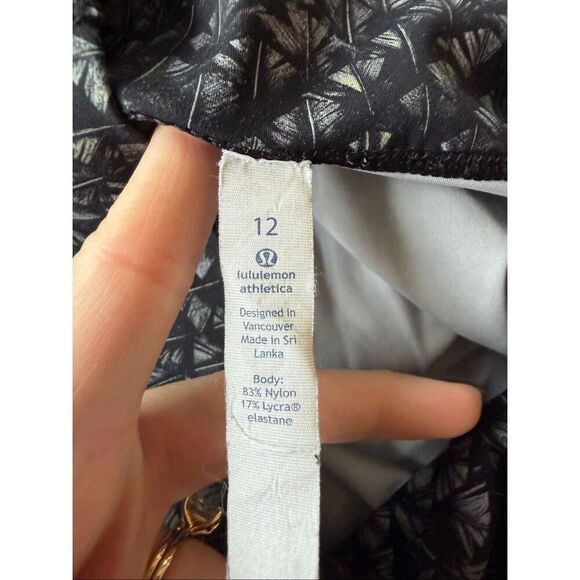 12
lululemon
athletica
Designed in
Vancouver
Made in Sri
Lanka
Body:
83% Nylon
17% Lycra®
elastane